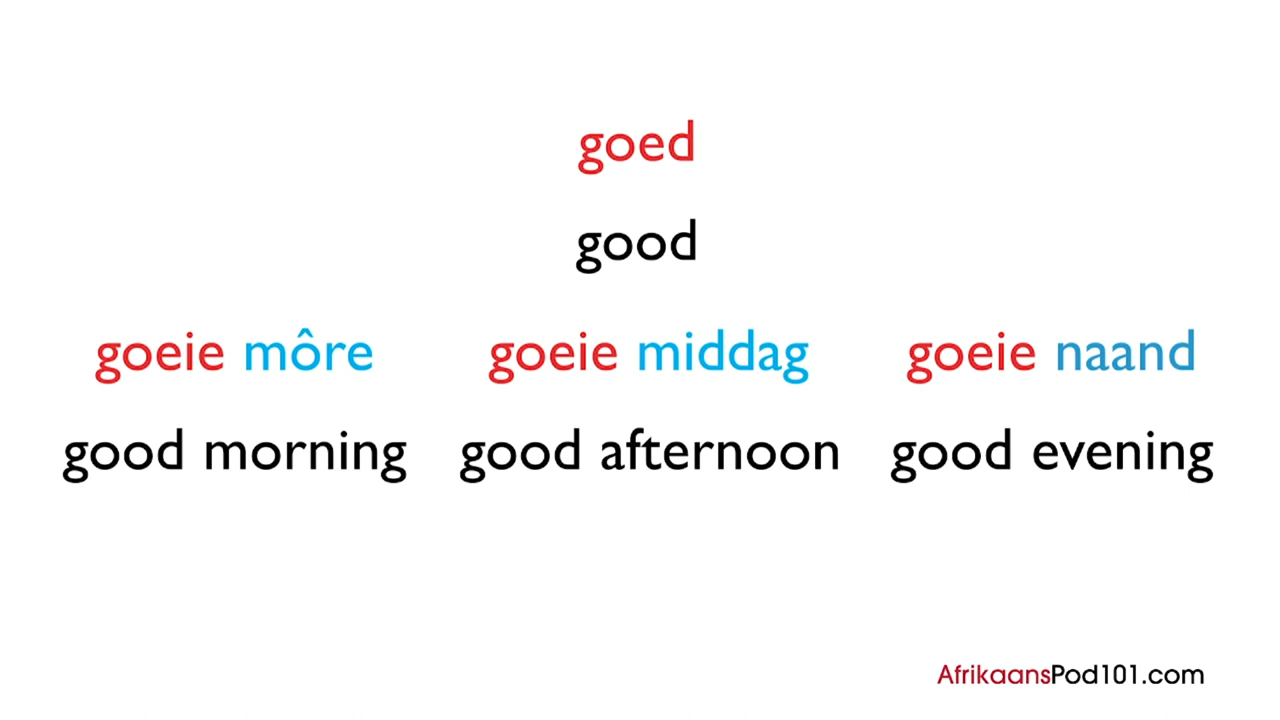 goed
good
goeie môre goeie middag goeie naand
good morning good afternoon good evening
AfrikaansPod101.com